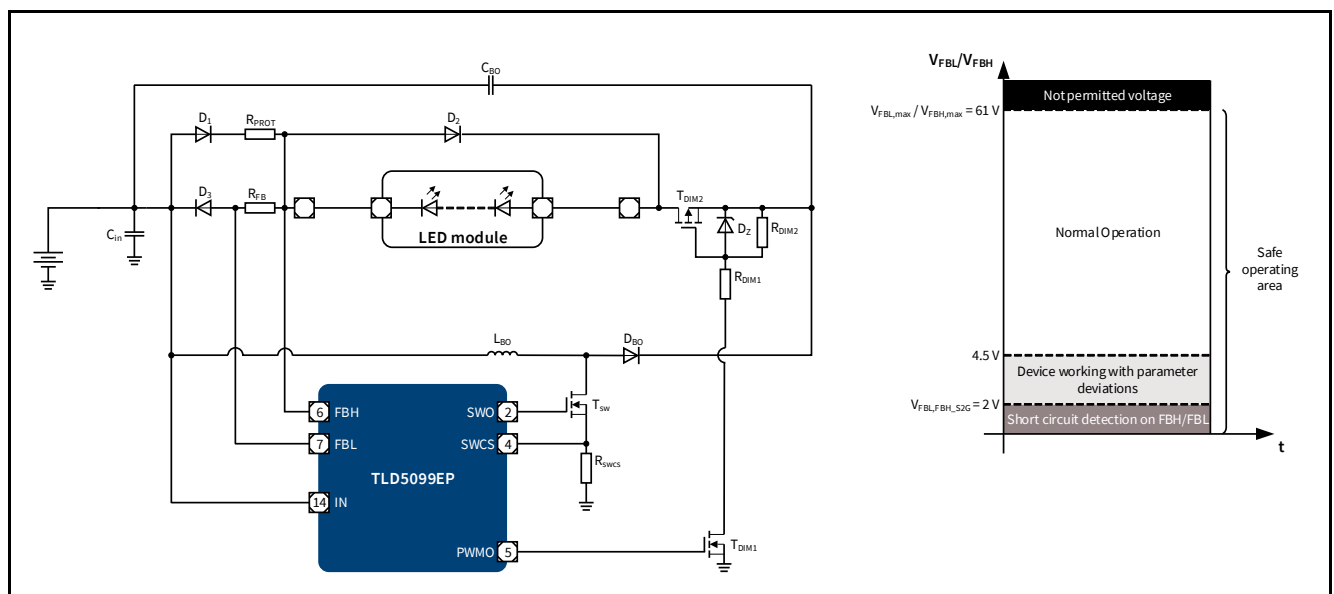 C_BO
D_1
R_PROT
D_2
D_3
R_FB
T_DIM2
C_in
LED module
D_Z
R_DIM2
R_DIM1
L_BO
D_BO
6 FBH
SWO 2
T_sw
7 FBL
SWCS 4
R_swcs
TLD5099EP
14 IN
PWMO 5
T_DIM1
V_FBL/V_FBH
Not permitted voltage
V_FBL,max / V_FBH,max = 61 V
Normal Operation
Safe
operating
area
4.5 V
Device working with parameter
deviations
V_FBL,FBH_S2G = 2 V
Short circuit detection on FBH/FBL
t